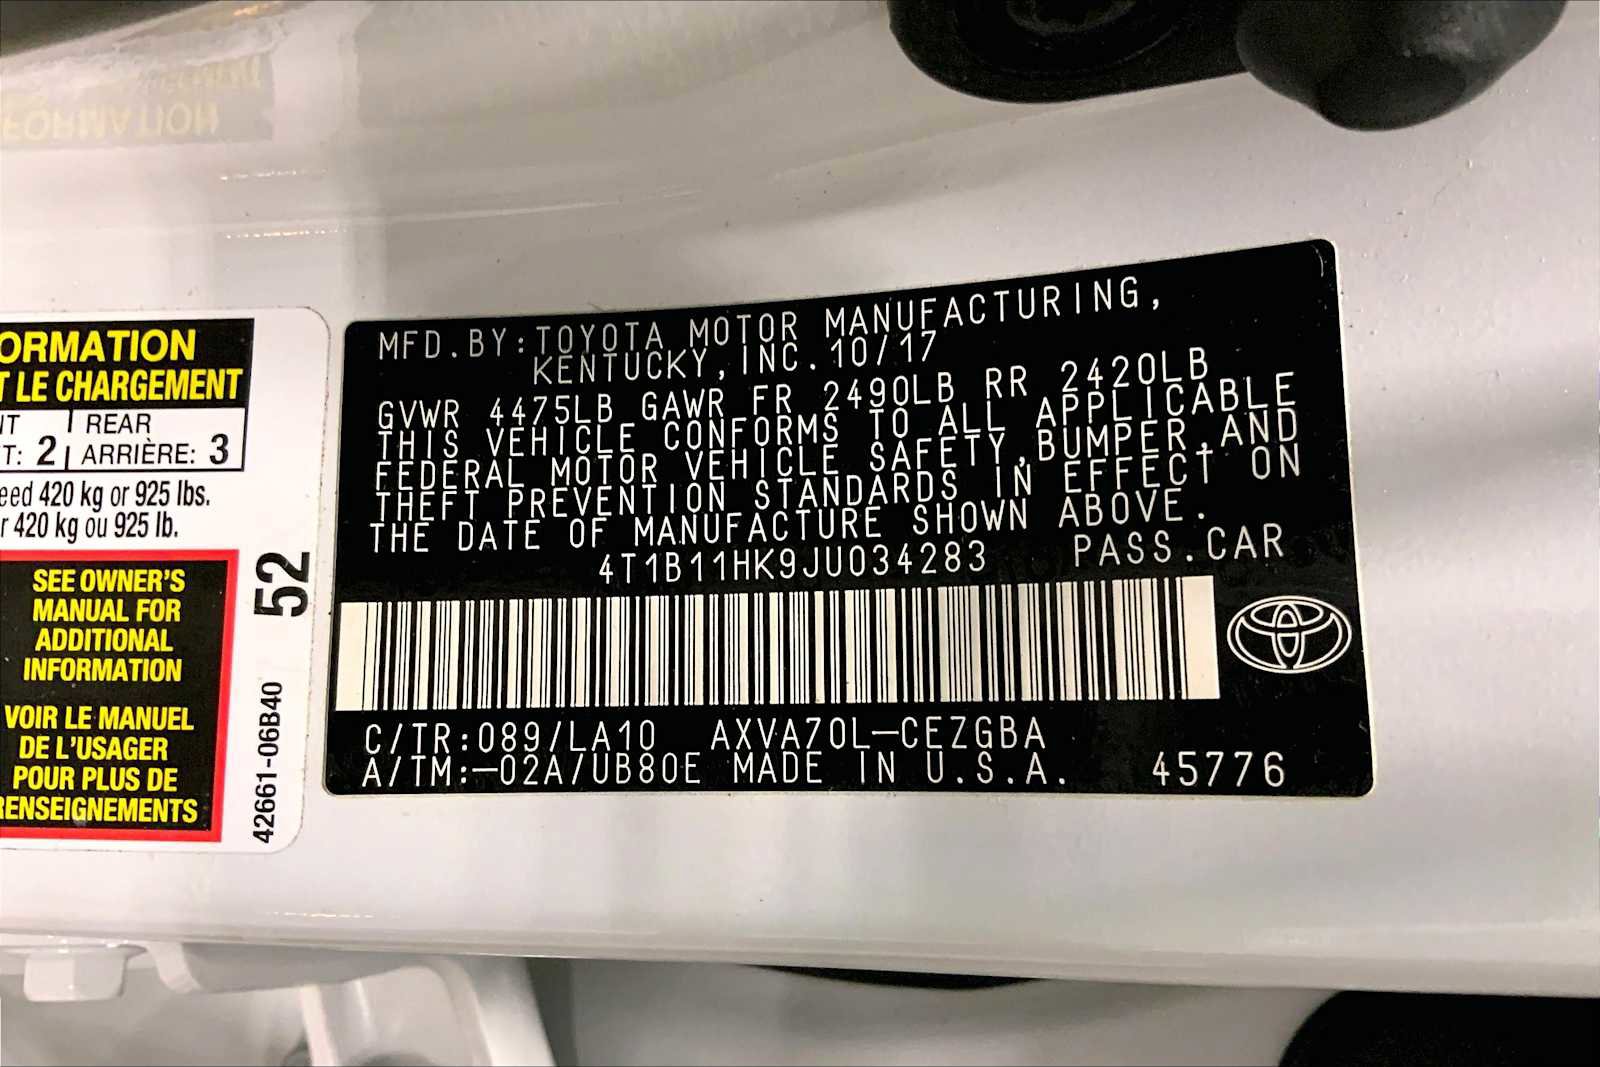 ORMATION
T LE CHARGEMENT
NT | REAR
T: 2 | ARRIÈRE: 3
eed 420 kg or 925 lbs.
r 420 kg ou 925 lb.
SEE OWNER'S
MANUAL FOR
ADDITIONAL
INFORMATION
VOIR LE MANUEL
DE L'USAGER
POUR PLUS DE
RENSEIGNEMENTS
52
42661-06B40
MFD.BY:TOYOTA MOTOR MANUFACTURING,
KENTUCKY,INC.10/17
GVWR 4475LB GAWR FR 2490LB RR 2420LB
THIS VEHICLE CONFORMS TO ALL APPLICABLE
FEDERAL MOTOR VEHICLE SAFETY,BUMPER,AND
THEFT PREVENTION STANDARDS IN EFFECT ON
THE DATE OF MANUFACTURE SHOWN ABOVE.
4T1B11HK9JU034283 PASS.CAR
C/TR:089/LA10 AXVA70L-CEZGBA
A/TM:-02A/UB80E MADE IN U.S.A. 45776